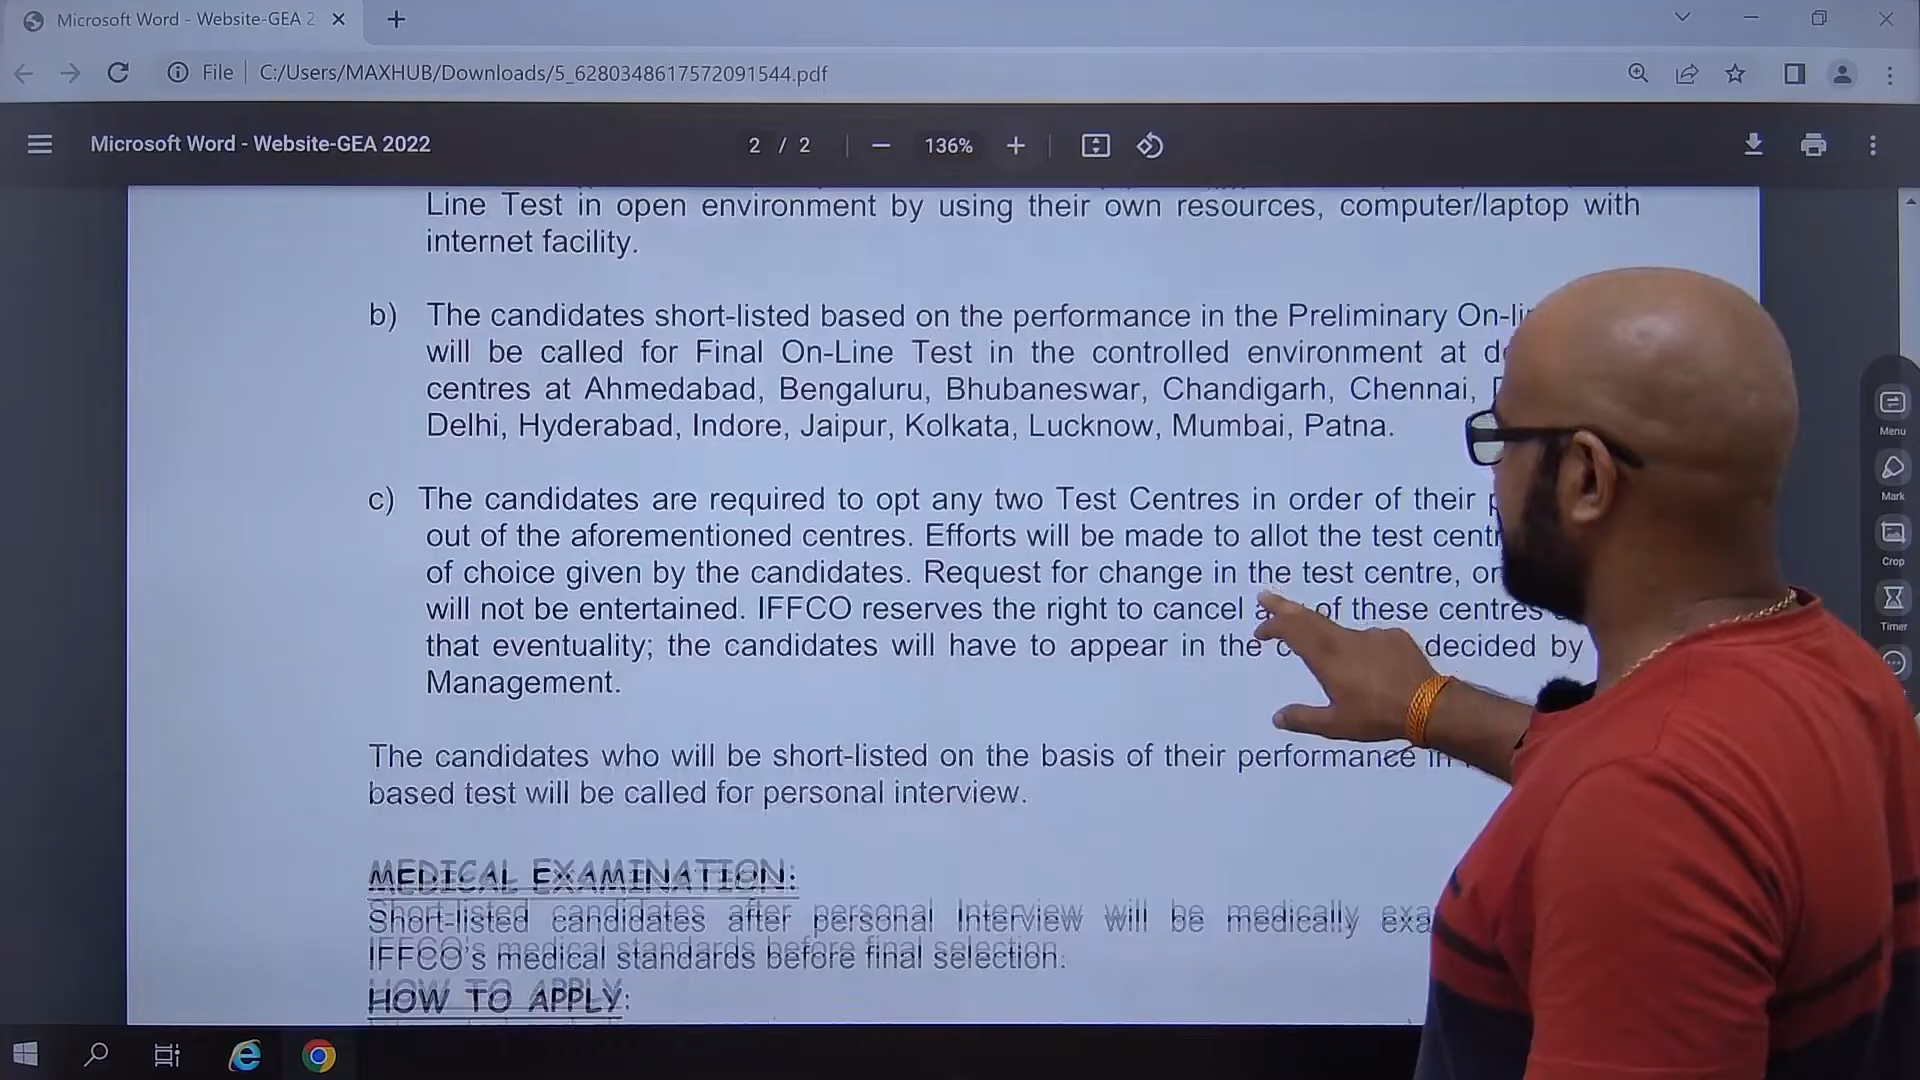 Microsoft Word - Website-GEA 2
File
C:/Users/MAXHUB/Downloads/5_6280348617572091544.pdf
Microsoft Word - Website-GEA 2022
2 / 2
136%
Line Test in open environment by using their own resources, computer/laptop with
internet facility.
b) The candidates short-listed based on the performance in the Preliminary On-li
will be called for Final On-Line Test in the controlled environment at
centres at Ahmedabad, Bengaluru, Bhubaneswar, Chandigarh, Chennai,
Delhi, Hyderabad, Indore, Jaipur, Kolkata, Lucknow, Mumbai, Patna.
c) The candidates are required to opt any two Test Centres in order of their
out of the aforementioned centres. Efforts will be made to allot the test
of choice given by the candidates. Request for change in the test centre,
will not be entertained. IFFCO reserves the right to cancel of these centres
that eventuality; the candidates will have to appear in the decided by
Management.
The candidates who will be short-listed on the basis of their performance
based test will be called for personal interview.
MEDICAL EXAMINATION:
Short-listed candidates after personal Interview will be medically exa
IFFCO's medical standards before final selection.
HOW TO APPLY:
Menu
Mark
Crop
Timer